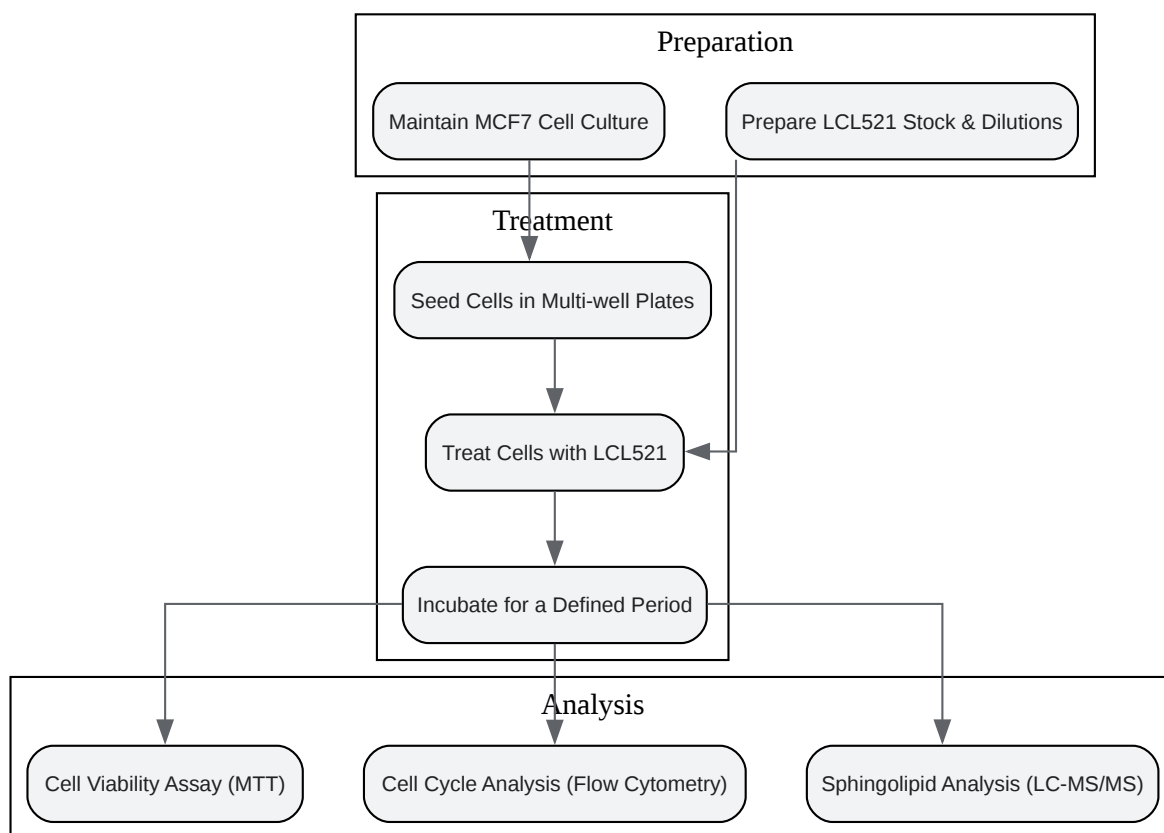 Preparation
Maintain MCF7 Cell Culture
Prepare LCL521 Stock & Dilutions
Treatment
Seed Cells in Multi-well Plates
Treat Cells with LCL521
Incubate for a Defined Period
Analysis
Cell Viability Assay (MTT)
Cell Cycle Analysis (Flow Cytometry)
Sphingolipid Analysis (LC-MS/MS)